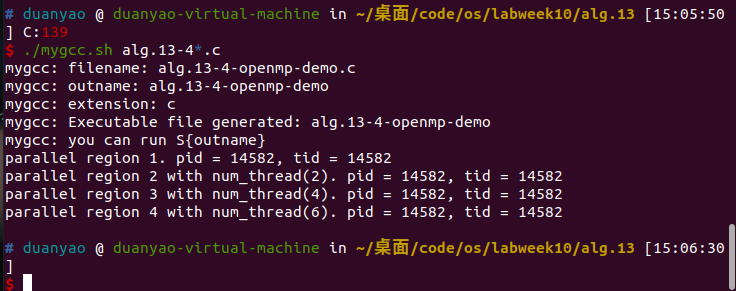 # duanyao @ duanyao-virtual-machine in ~/桌面/code/os/labweek10/alg.13 [15:05:50
] C:139
$ ./mygcc.sh alg.13-4*.c
mygcc: filename: alg.13-4-openmp-demo.c
mygcc: outname: alg.13-4-openmp-demo
mygcc: extension: c
mygcc: Executable file generated: alg.13-4-openmp-demo
mygcc: you can run S{outname}
parallel region 1. pid = 14582, tid = 14582
parallel region 2 with num_thread(2). pid = 14582, tid = 14582
parallel region 3 with num_thread(4). pid = 14582, tid = 14582
parallel region 4 with num_thread(6). pid = 14582, tid = 14582
# duanyao @ duanyao-virtual-machine in ~/桌面/code/os/labweek10/alg.13 [15:06:30
]
$